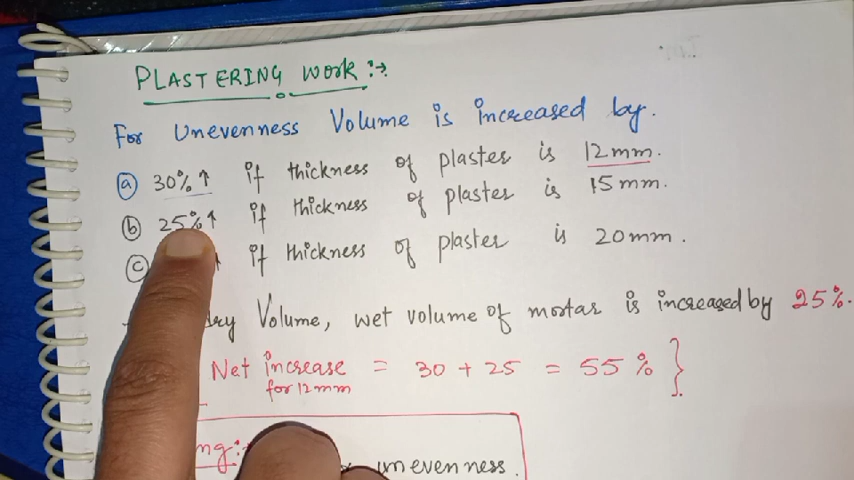 PLASTERING WORK :→
For Unevenness Volume is increased by.
(a) 30% ↑ if thickness of plaster is 12mm.
(b) 25% ↑ if thickness of plaster is 15mm.
(c) ↑ if thickness of plaster is 20mm.
Volume, wet volume of mortar is increased by 25%.
Net increase for 12mm = 30 + 25 = 55 % }
unevenness.